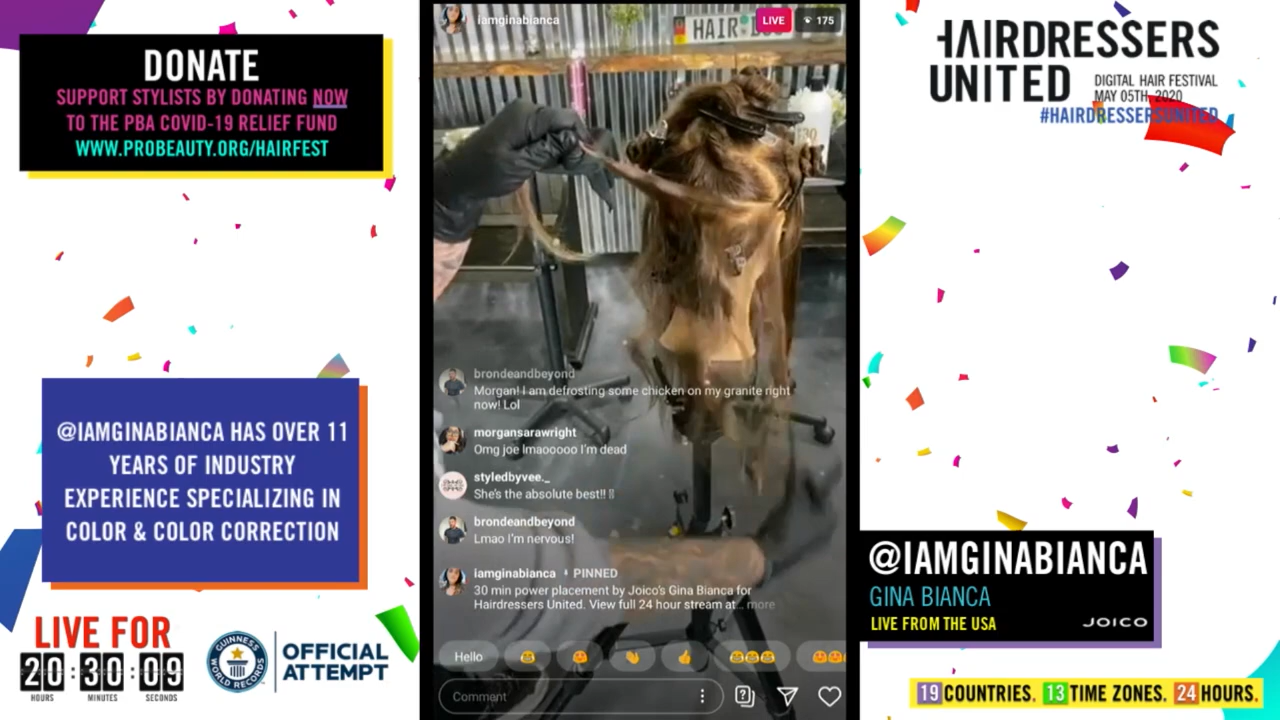 DONATE
SUPPORT STYLISTS BY DONATING NOW
TO THE PBA COVID-19 RELIEF FUND
WWW.PROBEAUTY.ORG/HAIRFEST
@IAMGINABIANCA HAS OVER 11
YEARS OF INDUSTRY
EXPERIENCE SPECIALIZING IN
COLOR & COLOR CORRECTION
LIVE FOR
20:30:09
HOURS MINUTES SECONDS
GUINNESS WORLD RECORDS
OFFICIAL
ATTEMPT
iamginabianca
LIVE 175
HAIR
30
brondeandbeyond
Morgan! I am defrosting some chicken on my granite right
now! Lol
morgansarawright
Omg joe lmaoooo I'm dead
styledbyvee._
She's the absolute best!!
brondeandbeyond
Lmao I'm nervous!
iamginabianca PINNED
30 min power placement by Joico's Gina Bianca for
Hairdressers United. View full 24 hour stream at... more
Hello
Comment
HAIRDRESSERS
UNITED
DIGITAL HAIR FESTIVAL
MAY 05TH, 2020
#HAIRDRESSERSUNITED
@IAMGINABIANCA
GINA BIANCA
LIVE FROM THE USA
JOICO
19 COUNTRIES. 13 TIME ZONES. 24 HOURS.